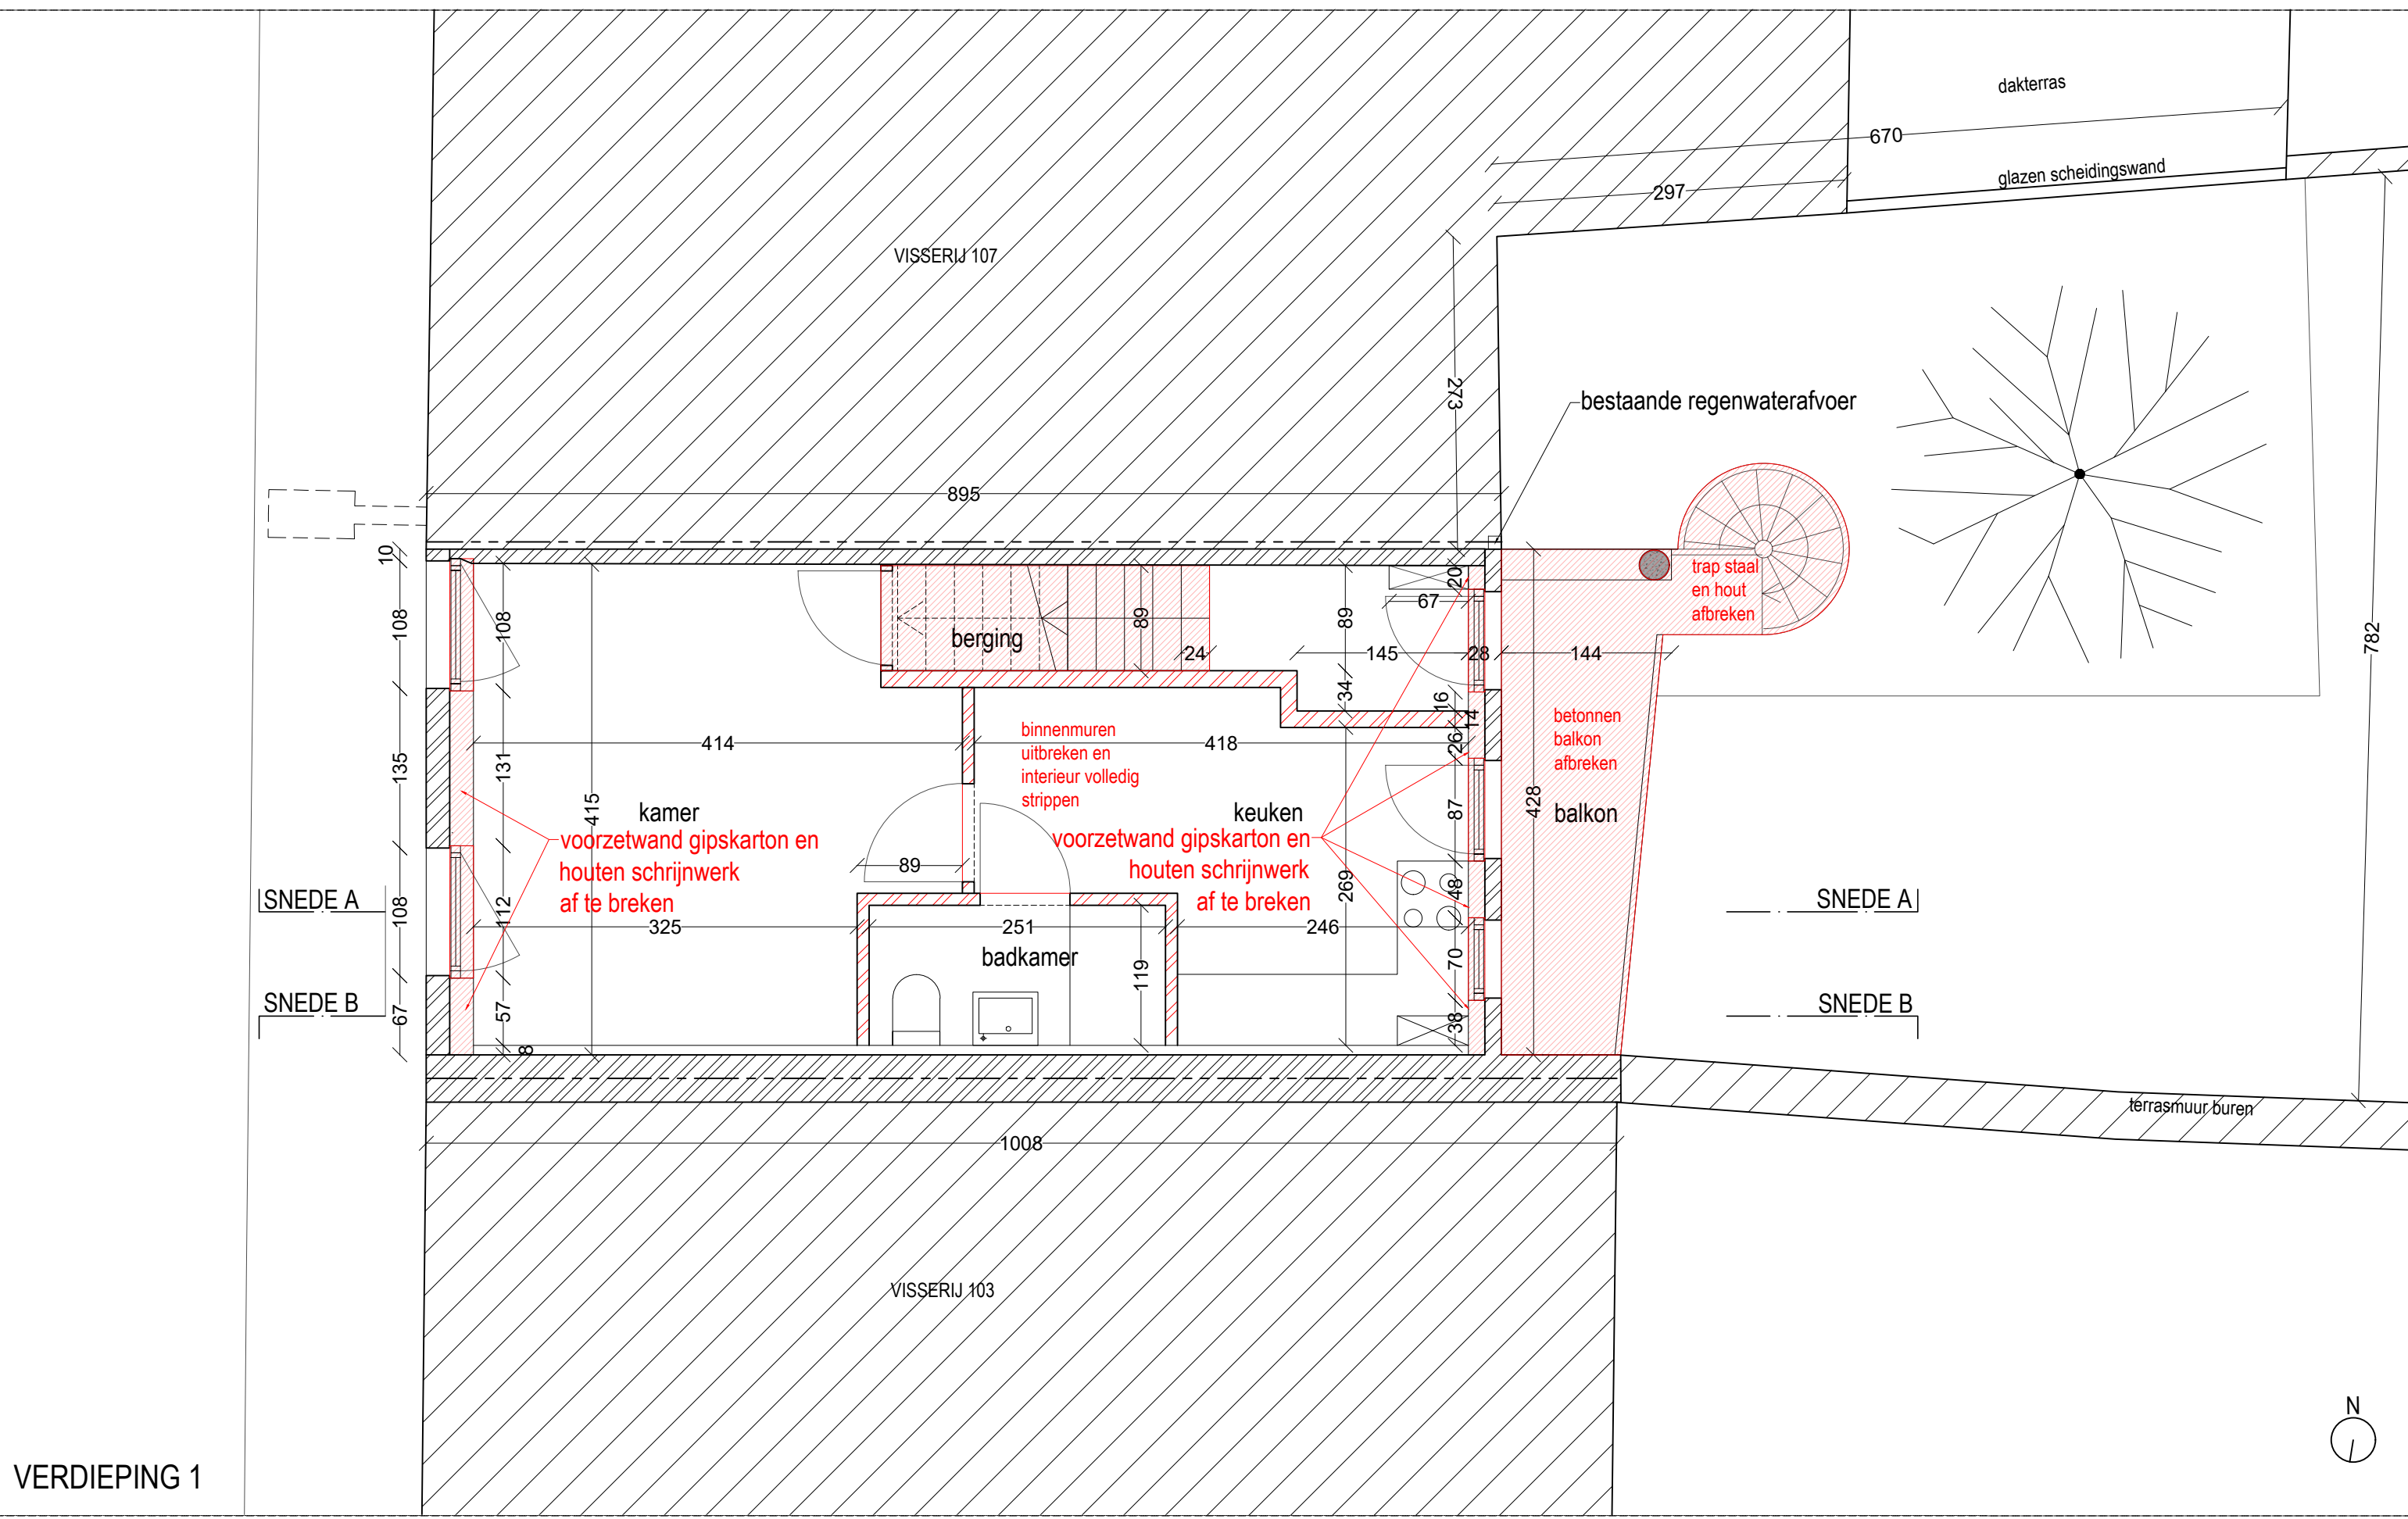 dakterras
670
glazen scheidingswand
297
VISSERIJ 107
273
bestaande regenwaterafvoer
895
10
108
108
135
131
415
108
112
67
57
8
berging
89
24
89
34
145
67
20
28
144
trap staal
en hout
afbreken
782
16
14
26
414
418
binnenmuren
uitbreken en
interieur volledig
strippen
betonnen
balkon
afbreken
428
balkon
kamer
voorzetwand gipskarton en
houten schrijnwerk
af te breken
keuken
voorzetwand gipskarton en
houten schrijnwerk
af te breken
87
48
269
70
38
89
325
251
246
badkamer
119
SNEDE A
SNEDE A
SNEDE B
SNEDE B
terrasmuur buren
1008
VISSERIJ 103
N
VERDIEPING 1